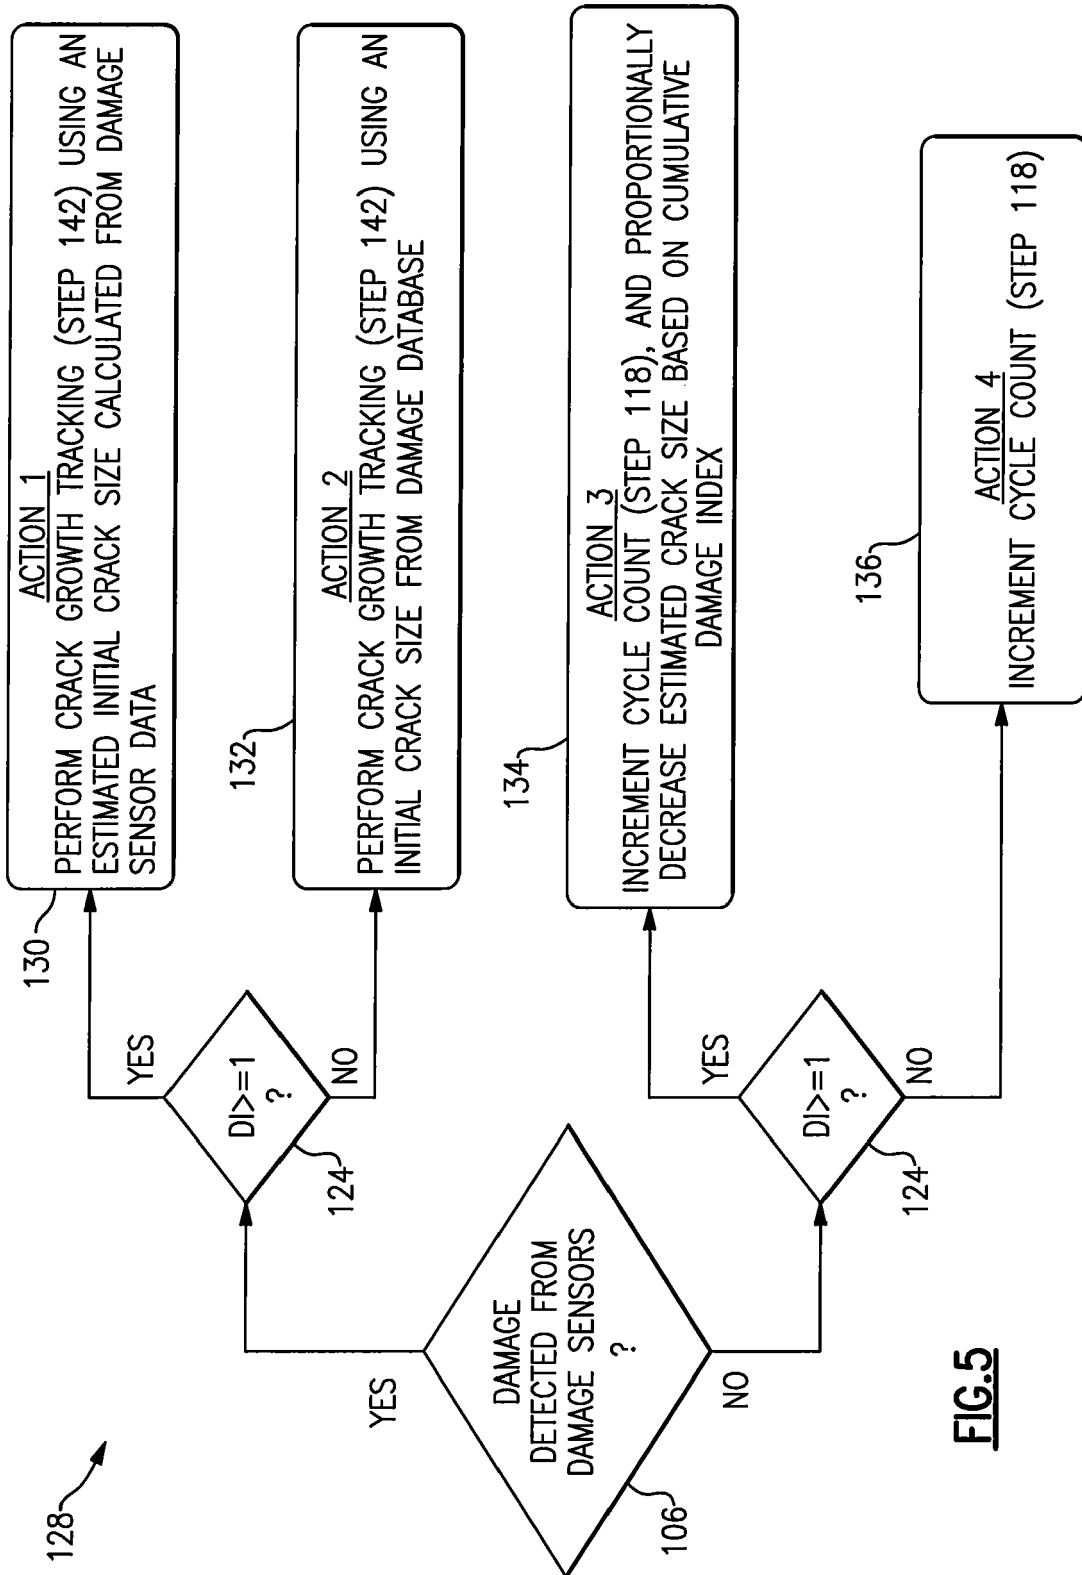 128
DAMAGE
DETECTED FROM
DAMAGE SENSORS
?
106
YES
NO
DI>=1
?
124
YES
NO
130
ACTION 1
PERFORM CRACK GROWTH TRACKING (STEP 142) USING AN
ESTIMATED INITIAL CRACK SIZE CALCULATED FROM DAMAGE
SENSOR DATA
132
ACTION 2
PERFORM CRACK GROWTH TRACKING (STEP 142) USING AN
INITIAL CRACK SIZE FROM DAMAGE DATABASE
DI>=1
?
124
YES
NO
134
ACTION 3
INCREMENT CYCLE COUNT (STEP 118), AND PROPORTIONALLY
DECREASE ESTIMATED CRACK SIZE BASED ON CUMULATIVE
DAMAGE INDEX
136
ACTION 4
INCREMENT CYCLE COUNT (STEP 118)
FIG.5